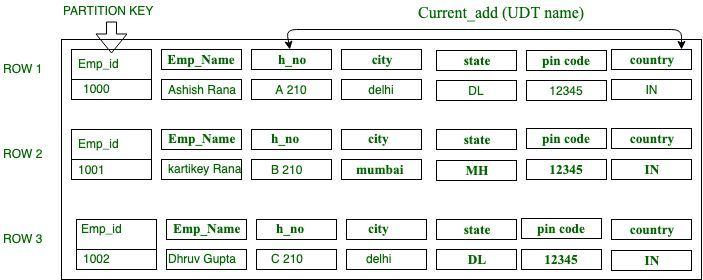 PARTITION KEY Current_add (UDT name)
ROW 1 Emp_id Emp_Name h_no city state pin code country
1000 Ashish Rana A 210 delhi DL 12345 IN
ROW 2 Emp_id Emp_Name h_no city state pin code country
1001 kartikey Rana B 210 mumbai MH 12345 IN
ROW 3 Emp_id Emp_Name h_no city state pin code country
1002 Dhruv Gupta C 210 delhi DL 12345 IN